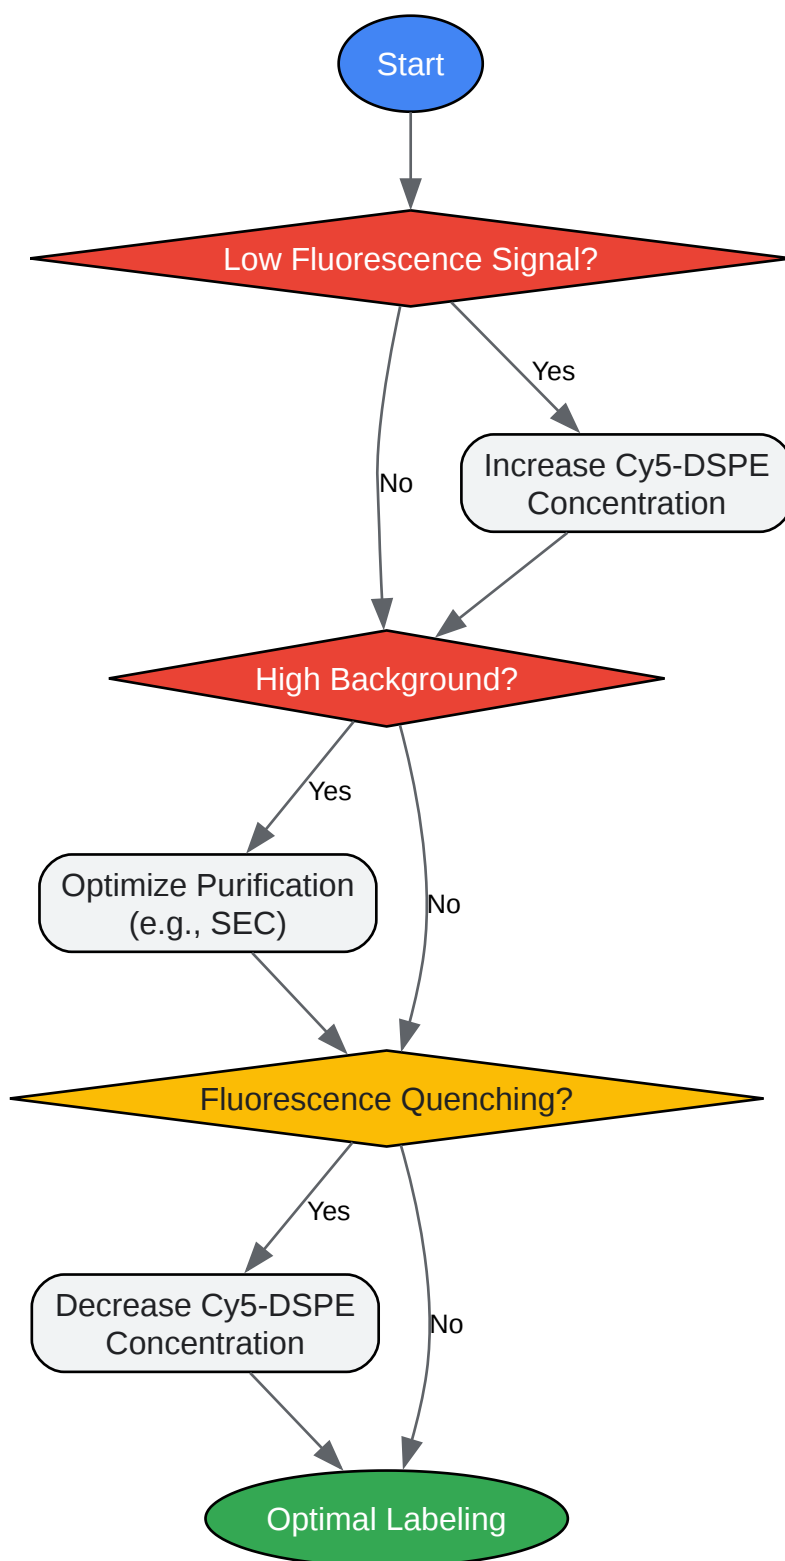 Start
Low Fluorescence Signal?
Yes
Increase Cy5-DSPE
Concentration
No
High Background?
Yes
Optimize Purification
(e.g., SEC)
No
Fluorescence Quenching?
Yes
Decrease Cy5-DSPE
Concentration
No
Optimal Labeling